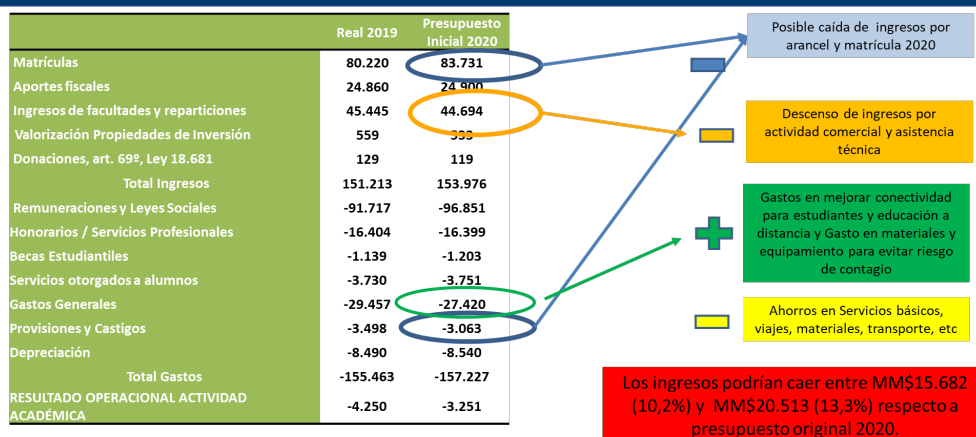 Real 2019 Presupuesto Inicial 2020
Matrículas 80.220 83.731
Aportes fiscales 24.860 24.900
Ingresos de facultades y reparticiones 45.445 44.694
Valorización Propiedades de Inversión 559 533
Donaciones, art. 69º, Ley 18.681 129 119
Total Ingresos 151.213 153.976
Remuneraciones y Leyes Sociales -91.717 -96.851
Honorarios / Servicios Profesionales -16.404 -16.399
Becas Estudiantiles -1.139 -1.203
Servicios otorgados a alumnos -3.730 -3.751
Gastos Generales -29.457 -27.420
Provisiones y Castigos -3.498 -3.063
Depreciación -8.490 -8.540
Total Gastos -155.463 -157.227
RESULTADO OPERACIONAL ACTIVIDAD
ACADÉMICA -4.250 -3.251
Posible caída de ingresos por
arancel y matrícula 2020
Descenso de ingresos por
actividad comercial y asistencia
técnica
Gastos en mejorar conectividad
para estudiantes y educación a
distancia y Gasto en materiales y
equipamiento para evitar riesgo
de contagio
Ahorros en Servicios básicos,
viajes, materiales, transporte, etc
Los ingresos podrían caer entre MM$15.682
(10,2%) y MM$20.513 (13,3%) respecto a
presupuesto original 2020.